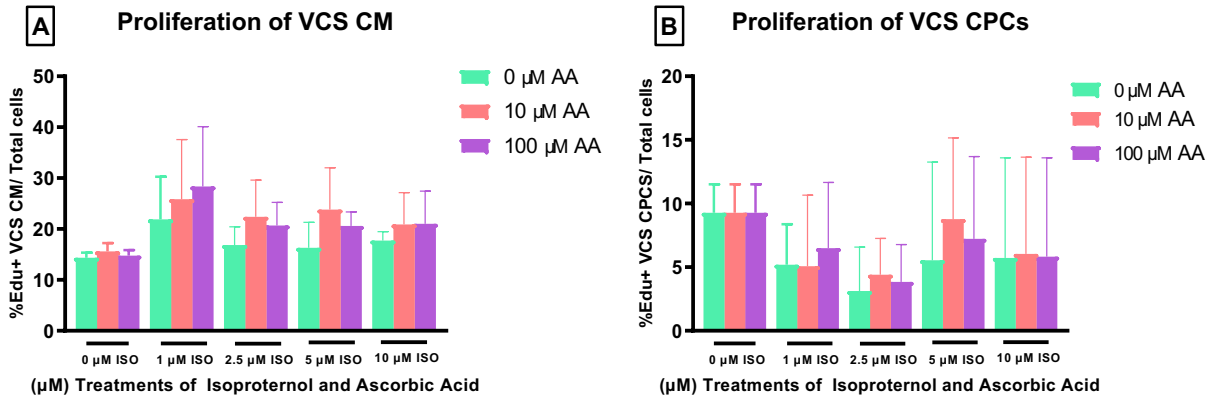 A
Proliferation of VCS CM
%Edu+ VCS CM/ Total cells
50
40
30
20
10
0
0 µM AA
10 µM AA
100 µM AA
0 µM ISO
1 µM ISO
2.5 µM ISO
5 µM ISO
10 µM ISO
(µM) Treatments of Isoproternol and Ascorbic Acid
B
Proliferation of VCS CPCs
%Edu+ VCS CPCS/ Total cells
20
15
10
5
0
0 µM AA
10 µM AA
100 µM AA
0 µM ISO
1 µM ISO
2.5 µM ISO
5 µM ISO
10 µM ISO
(µM) Treatments of Isoproternol and Ascorbic Acid